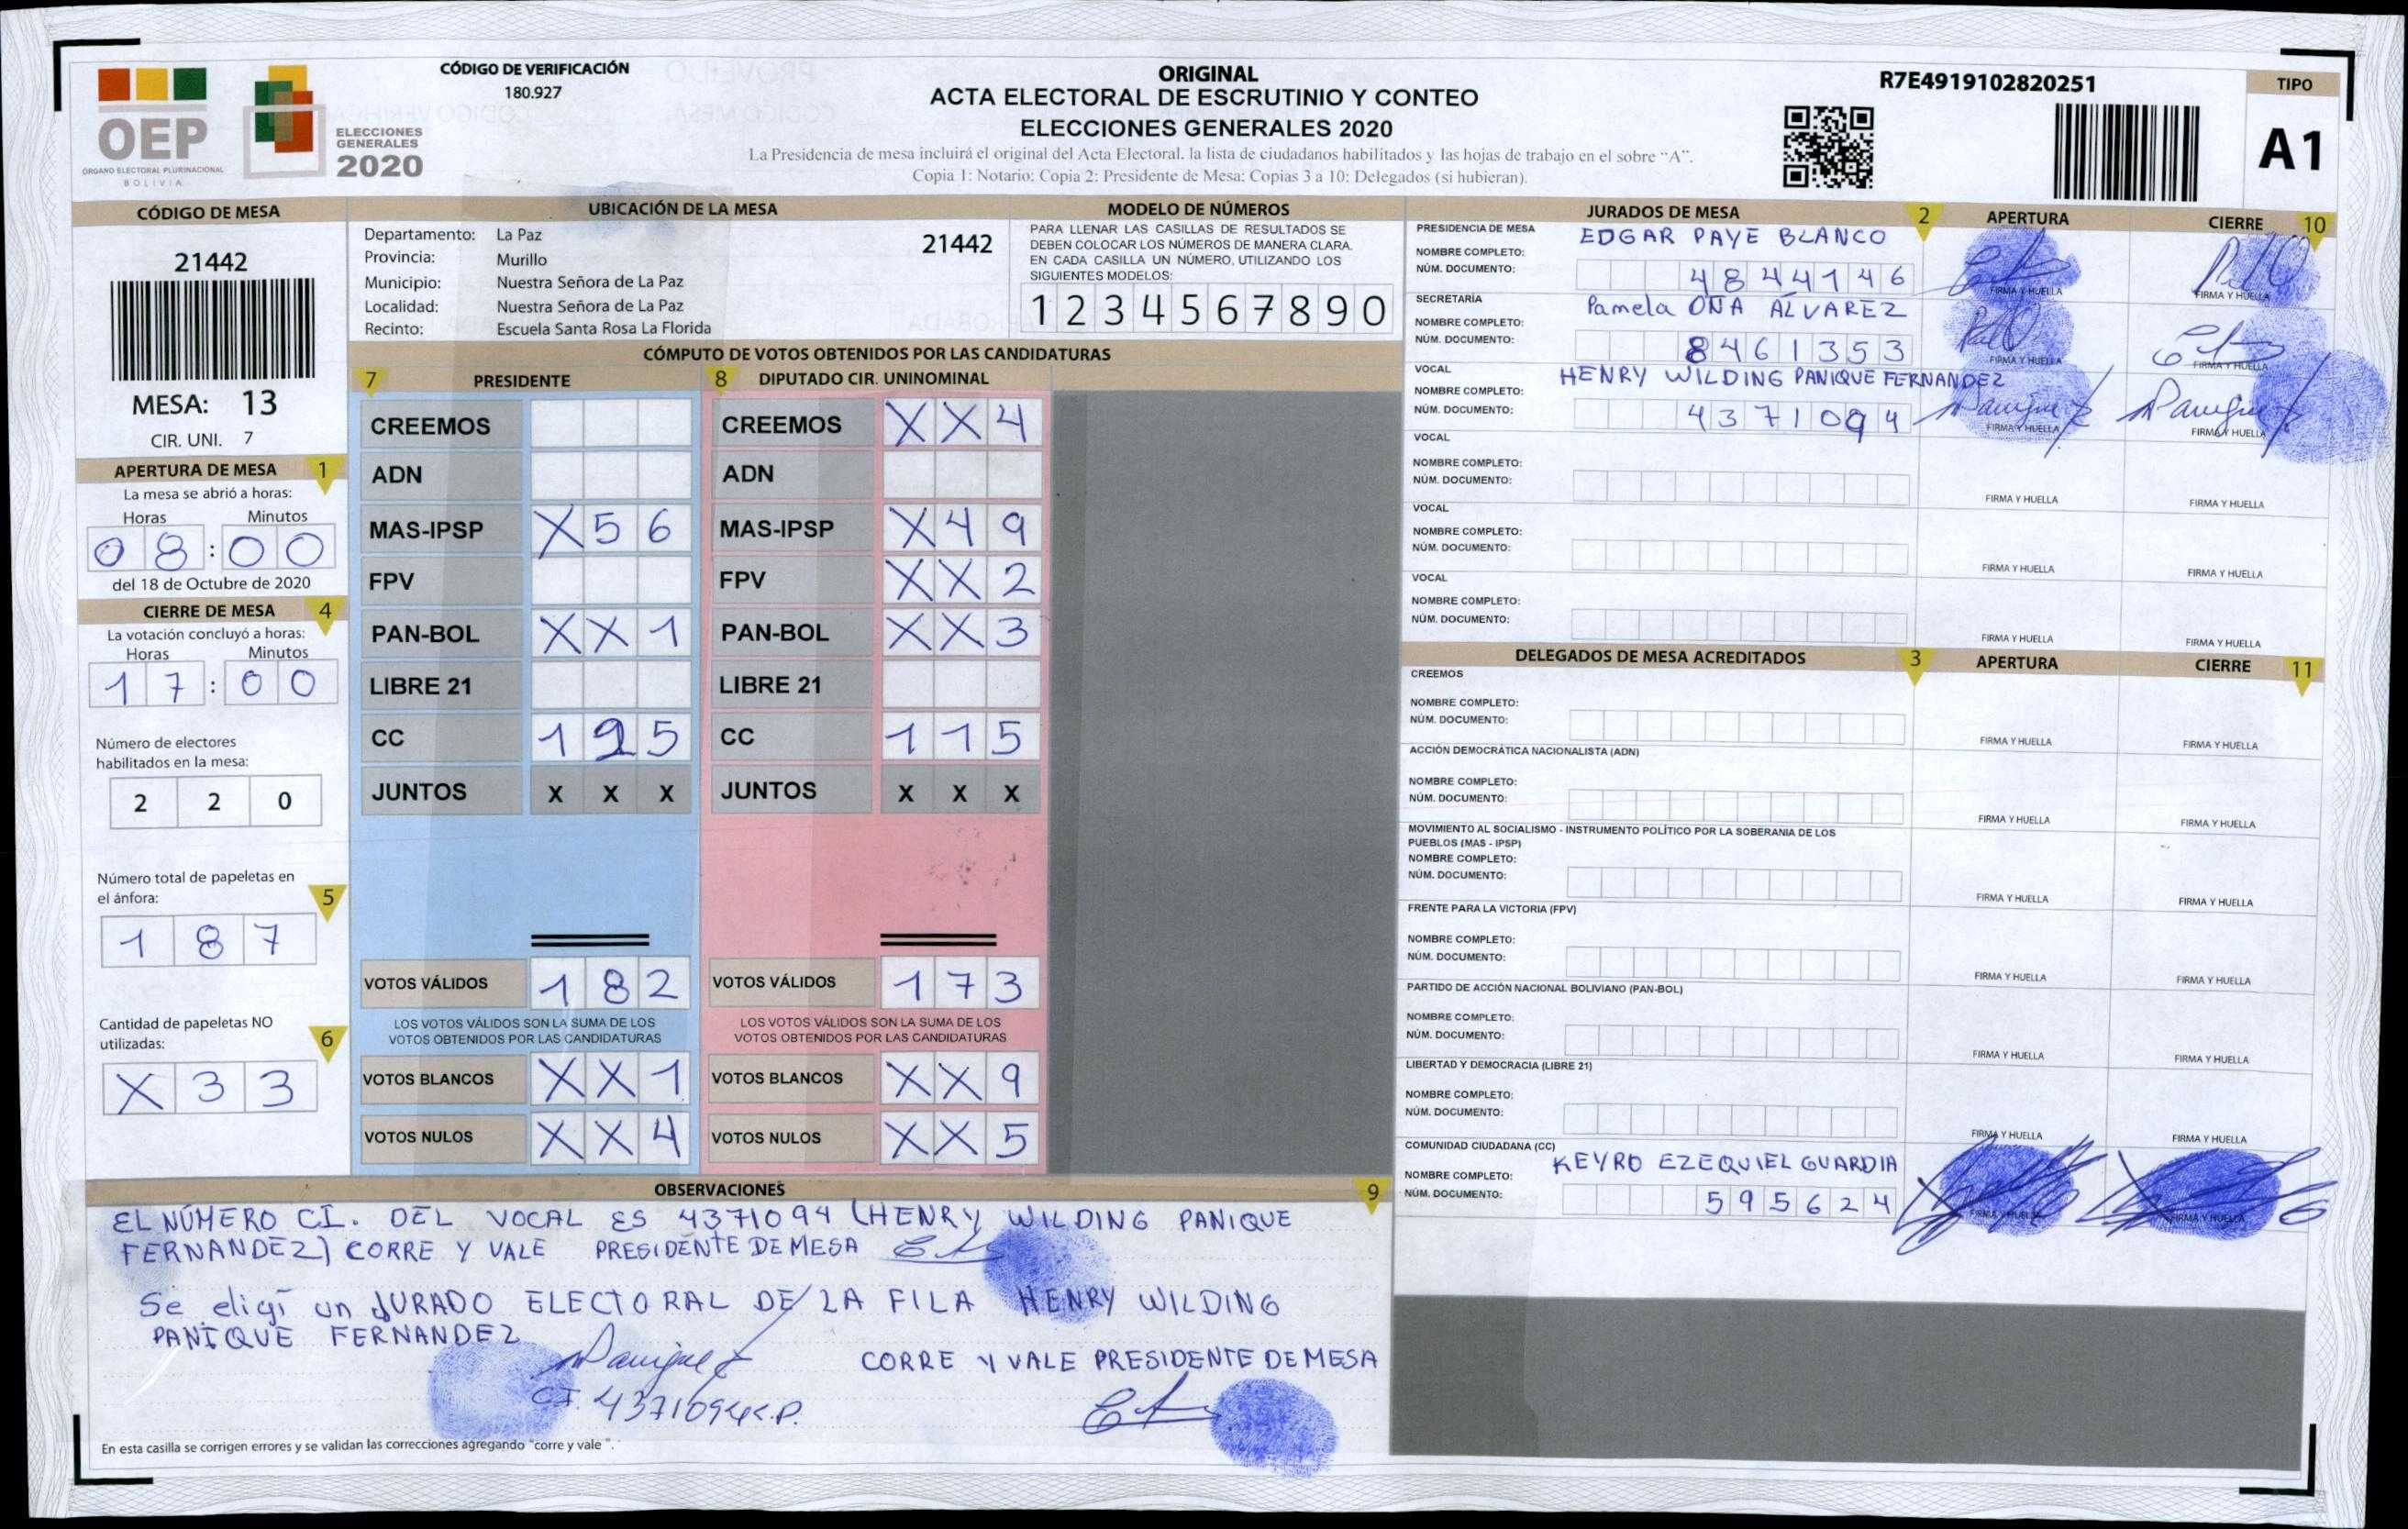 CÓDIGO DE VERIFICACIÓN
180.927
OEP
ÓRGANO ELECTORAL PLURINACIONAL
BOLIVIA
ELECCIONES
GENERALES
2020
ORIGINAL
ACTA ELECTORAL DE ESCRUTINIO Y CONTEO
ELECCIONES GENERALES 2020
La Presidencia de mesa incluirá el original del Acta Electoral, la lista de ciudadanos habilitados y las hojas de trabajo en el sobre "A".
Copia 1: Notario; Copia 2: Presidente de Mesa; Copias 3 a 10: Delegados (si hubieran).
R7E4919102820251
TIPO
A1
CÓDIGO DE MESA
21442
MESA: 13
CIR. UNI. 7
APERTURA DE MESA 1
La mesa se abrió a horas:
Horas Minutos
08:00
del 18 de Octubre de 2020
CIERRE DE MESA 4
La votación concluyó a horas:
Horas Minutos
17:00
Número de electores
habilitados en la mesa:
2 2 0
Número total de papeletas en
el ánfora: 5
1 8 7
Cantidad de papeletas NO
utilizadas: 6
X 3 3
UBICACIÓN DE LA MESA
Departamento: La Paz 21442
Provincia: Murillo
Municipio: Nuestra Señora de La Paz
Localidad: Nuestra Señora de La Paz
Recinto: Escuela Santa Rosa La Florida
MODELO DE NÚMEROS
PARA LLENAR LAS CASILLAS DE RESULTADOS SE
DEBEN COLOCAR LOS NÚMEROS DE MANERA CLARA.
EN CADA CASILLA UN NÚMERO, UTILIZANDO LOS
SIGUIENTES MODELOS:
1 2 3 4 5 6 7 8 9 0
CÓMPUTO DE VOTOS OBTENIDOS POR LAS CANDIDATURAS
7 PRESIDENTE 8 DIPUTADO CIR. UNINOMINAL
CREEMOS CREEMOS X X 4
ADN ADN
MAS-IPSP X 5 6 MAS-IPSP X 4 9
FPV FPV X X 2
PAN-BOL X X 1 PAN-BOL X X 3
LIBRE 21 LIBRE 21
CC 1 2 5 CC 1 1 5
JUNTOS X X X JUNTOS X X X
VOTOS VÁLIDOS 1 8 2 VOTOS VÁLIDOS 1 7 3
LOS VOTOS VÁLIDOS SON LA SUMA DE LOS LOS VOTOS VÁLIDOS SON LA SUMA DE LOS
VOTOS OBTENIDOS POR LAS CANDIDATURAS VOTOS OBTENIDOS POR LAS CANDIDATURAS
VOTOS BLANCOS X X 1 VOTOS BLANCOS X X 9
VOTOS NULOS X X 4 VOTOS NULOS X X 5
OBSERVACIONES 9
EL NÚMERO CI. DEL VOCAL ES 4371094 (HENRY WILDING PANIQUE
FERNANDEZ) CORRE Y VALE PRESIDENTE DE MESA
Se eligi un JURADO ELECTORAL DE LA FILA HENRY WILDING
PANIQUE FERNANDEZ
CORRE Y VALE PRESIDENTE DE MESA
CI. 4371094 L.P.
En esta casilla se corrigen errores y se validan las correcciones agregando "corre y vale ".
JURADOS DE MESA 2 APERTURA CIERRE 10
PRESIDENCIA DE MESA
NOMBRE COMPLETO: EDGAR PAYE BLANCO
NÚM. DOCUMENTO: 4844146
FIRMA Y HUELLA FIRMA Y HUELLA
SECRETARÍA
NOMBRE COMPLETO: Pamela OÑA ALVAREZ
NÚM. DOCUMENTO: 8461353
FIRMA Y HUELLA FIRMA Y HUELLA
VOCAL
NOMBRE COMPLETO: HENRY WILDING PANIQUE FERNANDEZ
NÚM. DOCUMENTO: 4371094
FIRMA Y HUELLA FIRMA Y HUELLA
VOCAL
NOMBRE COMPLETO:
NÚM. DOCUMENTO:
FIRMA Y HUELLA FIRMA Y HUELLA
VOCAL
NOMBRE COMPLETO:
NÚM. DOCUMENTO:
FIRMA Y HUELLA FIRMA Y HUELLA
VOCAL
NOMBRE COMPLETO:
NÚM. DOCUMENTO:
FIRMA Y HUELLA FIRMA Y HUELLA
DELEGADOS DE MESA ACREDITADOS 3 APERTURA CIERRE 11
CREEMOS
NOMBRE COMPLETO:
NÚM. DOCUMENTO:
FIRMA Y HUELLA FIRMA Y HUELLA
ACCIÓN DEMOCRÁTICA NACIONALISTA (ADN)
NOMBRE COMPLETO:
NÚM. DOCUMENTO:
FIRMA Y HUELLA FIRMA Y HUELLA
MOVIMIENTO AL SOCIALISMO - INSTRUMENTO POLÍTICO POR LA SOBERANIA DE LOS
PUEBLOS (MAS - IPSP)
NOMBRE COMPLETO:
NÚM. DOCUMENTO:
FIRMA Y HUELLA FIRMA Y HUELLA
FRENTE PARA LA VICTORIA (FPV)
NOMBRE COMPLETO:
NÚM. DOCUMENTO:
FIRMA Y HUELLA FIRMA Y HUELLA
PARTIDO DE ACCIÓN NACIONAL BOLIVIANO (PAN-BOL)
NOMBRE COMPLETO:
NÚM. DOCUMENTO:
FIRMA Y HUELLA FIRMA Y HUELLA
LIBERTAD Y DEMOCRACIA (LIBRE 21)
NOMBRE COMPLETO:
NÚM. DOCUMENTO:
FIRMA Y HUELLA FIRMA Y HUELLA
COMUNIDAD CIUDADANA (CC)
NOMBRE COMPLETO: KEYRO EZEQUIEL GUARDIA
NÚM. DOCUMENTO: 595624
FIRMA Y HUELLA FIRMA Y HUELLA